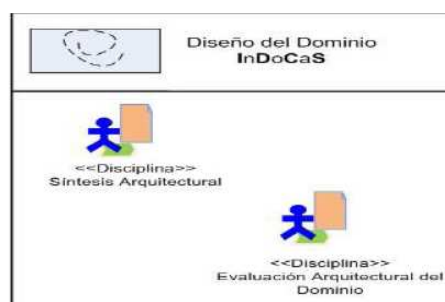 Diseño del Dominio
InDoCaS
<<Disciplina>>
Síntesis Arquitectural
<<Disciplina>>
Evaluación Arquitectural del
Dominio